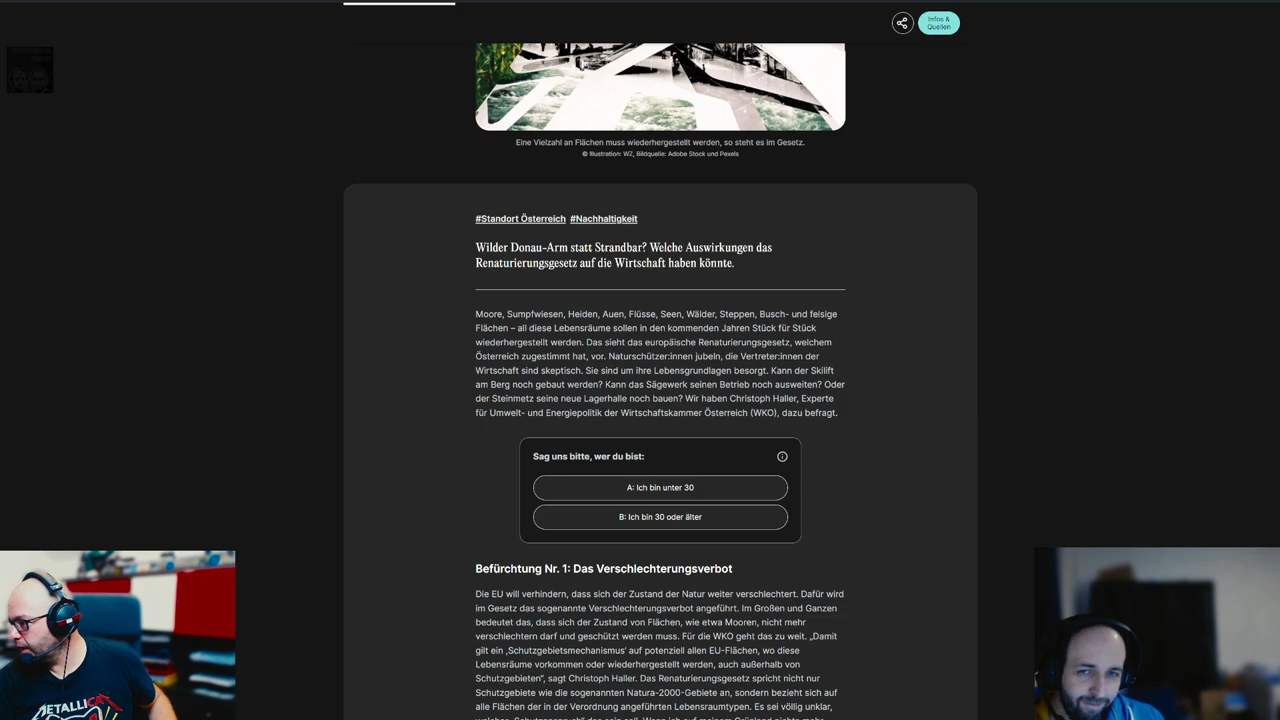 Infos &
Quellen
Eine Vielzahl an Flächen muss wiederhergestellt werden, so steht es im Gesetz.
© Illustration: WZ, Bildquelle: Adobe Stock und Pexels
#Standort Österreich #Nachhaltigkeit
Wilder Donau-Arm statt Strandbar? Welche Auswirkungen das
Renaturierungsgesetz auf die Wirtschaft haben könnte.
Moore, Sumpfwiesen, Heiden, Auen, Flüsse, Seen, Wälder, Steppen, Busch- und felsige
Flächen – all diese Lebensräume sollen in den kommenden Jahren Stück für Stück
wiederhergestellt werden. Das sieht das europäische Renaturierungsgesetz, welchem
Österreich zugestimmt hat, vor. Naturschützer:innen jubeln, die Vertreter:innen der
Wirtschaft sind skeptisch. Sie sind um ihre Lebensgrundlagen besorgt. Kann der Skilift
am Berg noch gebaut werden? Kann das Sägewerk seinen Betrieb noch ausweiten? Oder
der Steinmetz seine neue Lagerhalle noch bauen? Wir haben Christoph Haller, Experte
für Umwelt- und Energiepolitik der Wirtschaftskammer Österreich (WKO), dazu befragt.
Sag uns bitte, wer du bist:
A: Ich bin unter 30
B: Ich bin 30 oder älter
Befürchtung Nr. 1: Das Verschlechterungsverbot
Die EU will verhindern, dass sich der Zustand der Natur weiter verschlechtert. Dafür wird
im Gesetz das sogenannte Verschlechterungsverbot angeführt. Im Großen und Ganzen
bedeutet das, dass sich der Zustand von Flächen, wie etwa Mooren, nicht mehr
verschlechtern darf und geschützt werden muss. Für die WKO geht das zu weit. „Damit
gilt ein ‚Schutzgebietsmechanismus‘ auf potenziell allen EU-Flächen, wo diese
Lebensräume vorkommen oder wiederhergestellt werden, auch außerhalb von
Schutzgebieten“, sagt Christoph Haller. Das Renaturierungsgesetz spricht nicht nur
Schutzgebiete wie die sogenannten Natura-2000-Gebiete an, sondern bezieht sich auf
alle Flächen der in der Verordnung angeführten Lebensraumtypen. Es sei völlig unklar,
METALLICA